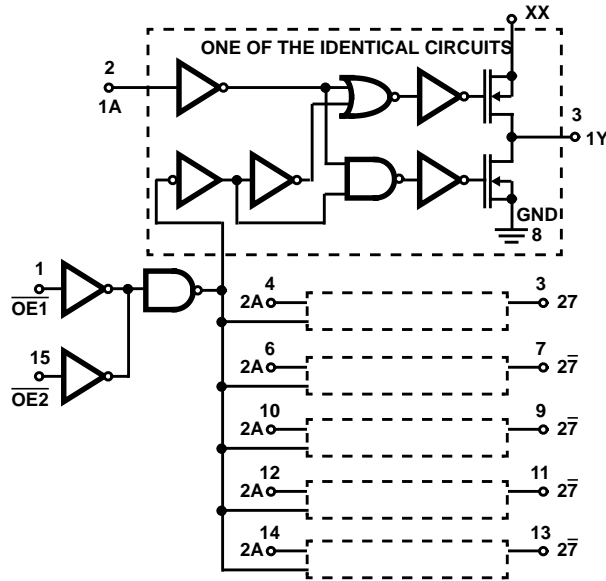 XX
ONE OF THE IDENTICAL CIRCUITS
2
1A
3
1Y
GND
8
1
OE1
15
OE2
4
2A
3
27
6
2A
7
27̅
10
2A
9
27̅
12
2A
11
27̅
14
2A
13
27̅